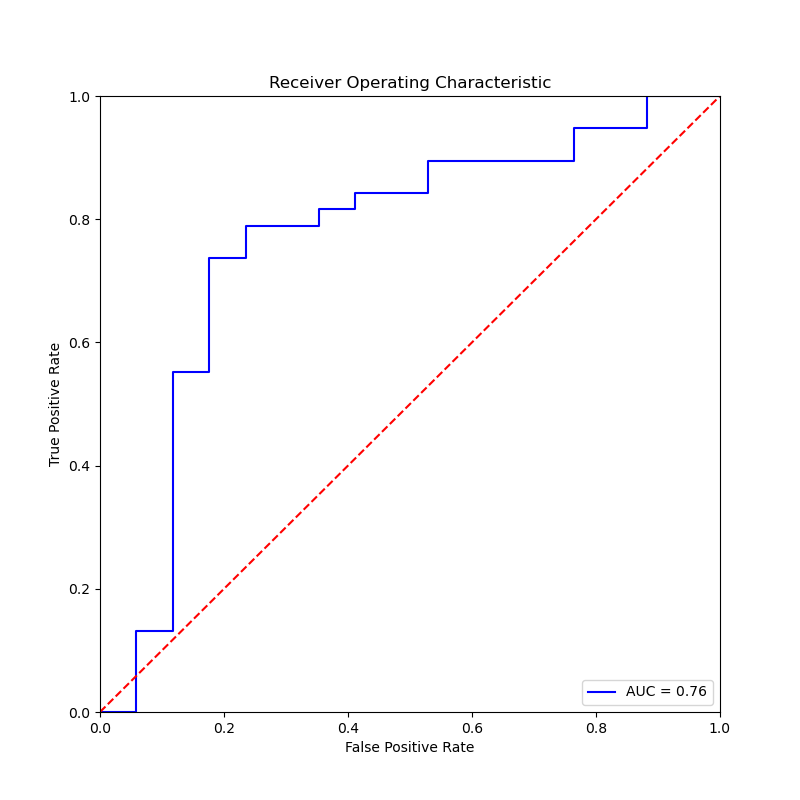 Receiver Operating Characteristic
1.0
0.8
0.6
0.4
0.2
0.0
True Positive Rate
AUC = 0.76
0.0 0.2 0.4 0.6 0.8 1.0
False Positive Rate